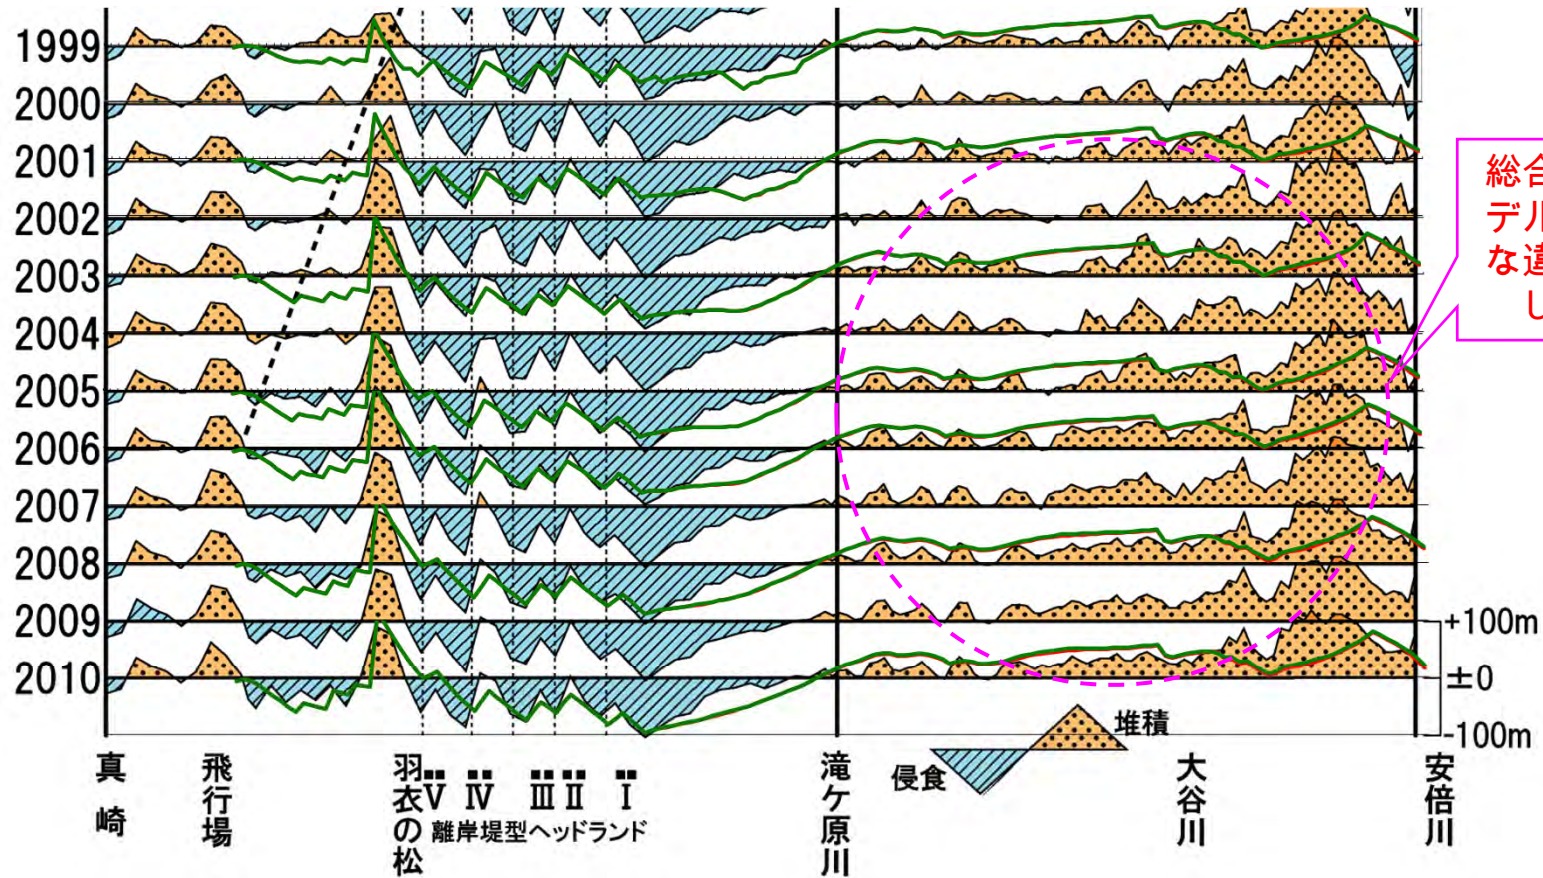 1999
2000
2001
2002
2003
2004
2005
2006
2007
2008
2009
2010
総合
デル
な違
し
+100m
±0
-100m
堆積
侵食
真崎
飛行場
羽衣の松
Ⅴ Ⅳ Ⅲ Ⅱ Ⅰ
離岸堤型ヘッドランド
滝ケ原川
大谷川
安倍川